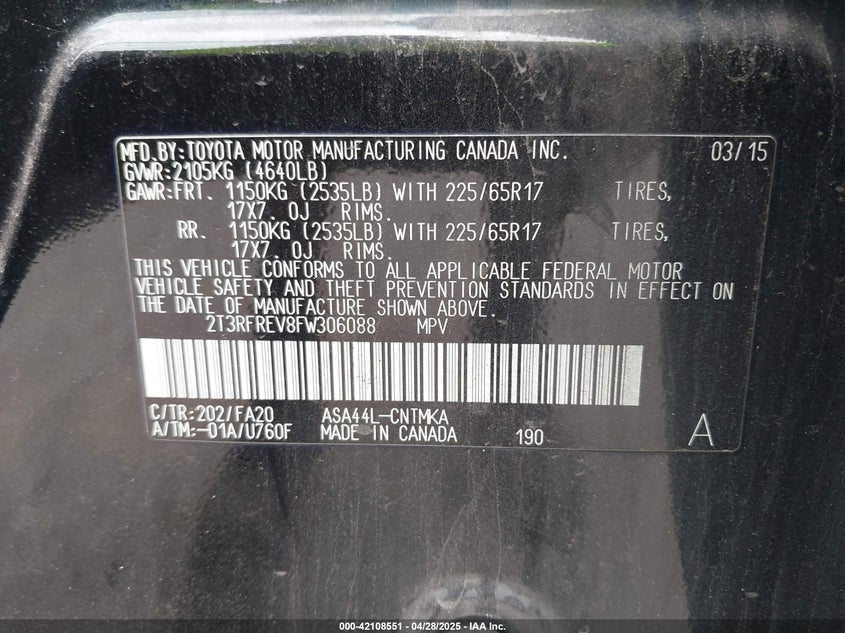 MFD.BY:TOYOTA MOTOR MANUFACTURING CANADA INC. 03/15
GVWR:2105KG (4640LB)
GAWR:FRT. 1150KG (2535LB) WITH 225/65R17 TIRES,
17X7.0J RIMS.
RR. 1150KG (2535LB) WITH 225/65R17 TIRES,
17X7.0J RIMS.
THIS VEHICLE CONFORMS TO ALL APPLICABLE FEDERAL MOTOR
VEHICLE SAFETY AND THEFT PREVENTION STANDARDS IN EFFECT ON
THE DATE OF MANUFACTURE SHOWN ABOVE.
2T3RFREV8FW306088 MPV
C/TR:202/FA20 ASA44L-CNTMKA
A/TM:-01A/U760F MADE IN CANADA 190 A
000-42108551 | 04/28/2025 - IAA Inc.